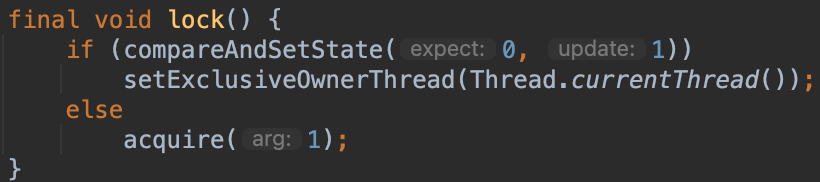 final void lock() {
    if (compareAndSetState( expect: 0, update: 1))
        setExclusiveOwnerThread(Thread.currentThread());
    else
        acquire( arg: 1);
}